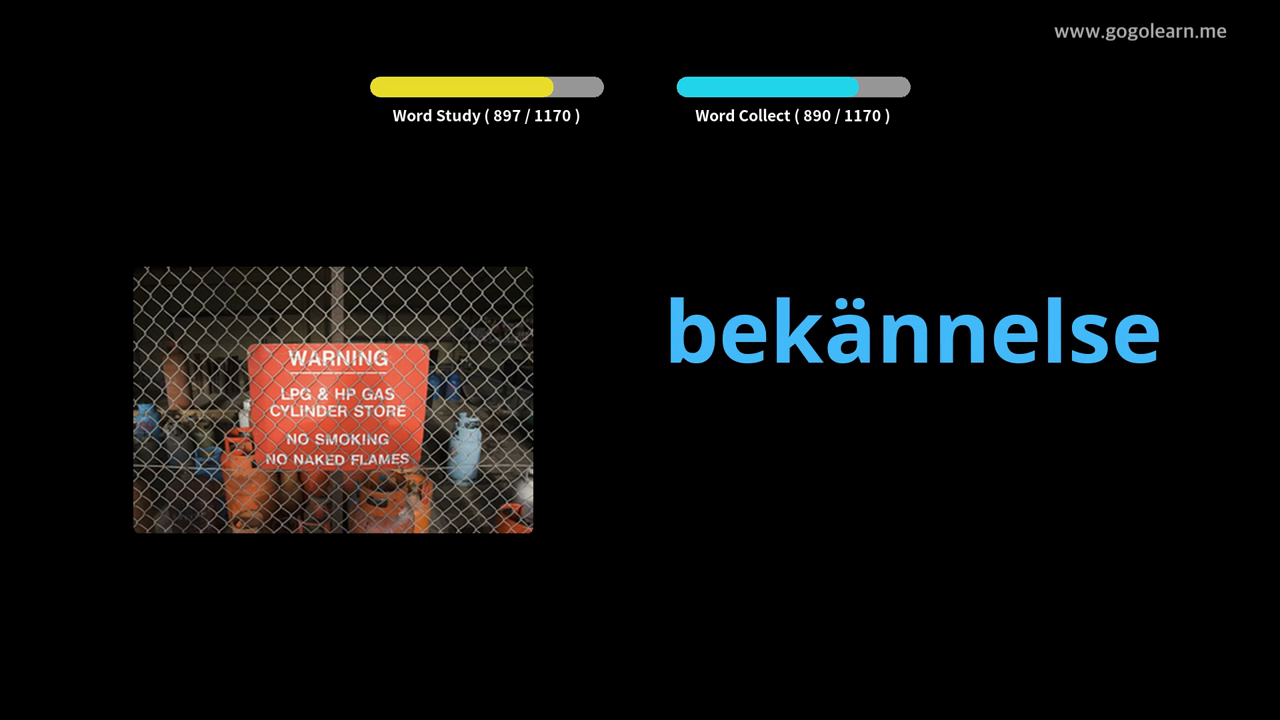 www.gogolearn.me
Word Study ( 897 / 1170 )
Word Collect ( 890 / 1170 )
bekännelse
WARNING
LPG & HP GAS
CYLINDER STORE
NO SMOKING
NO NAKED FLAMES